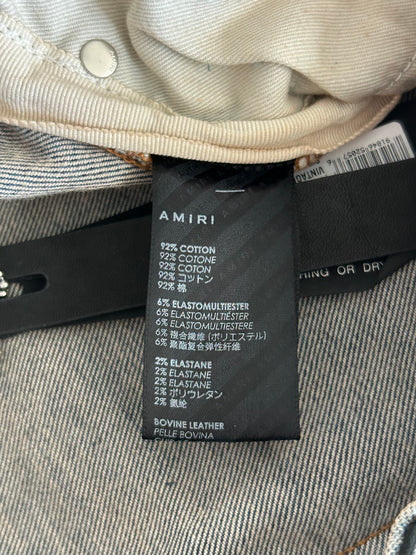 AMIRI
92% COTTON
92% COTONE
92% COTON
92% コットン
92% 棉
6% ELASTOMULTIESTER
6% ELASTOMULTIÉSTER
6% ELASTOMULTIESTERE
6% 複合繊維 (ポリエステル)
6% 聚酯复合弹性纤维
2% ELASTANE
2% ELASTANE
2% ELASTANE
2% ポリウレタン
2% 氨纶
BOVINE LEATHER
PELLE BOVINA
OR DRY
VINTAG